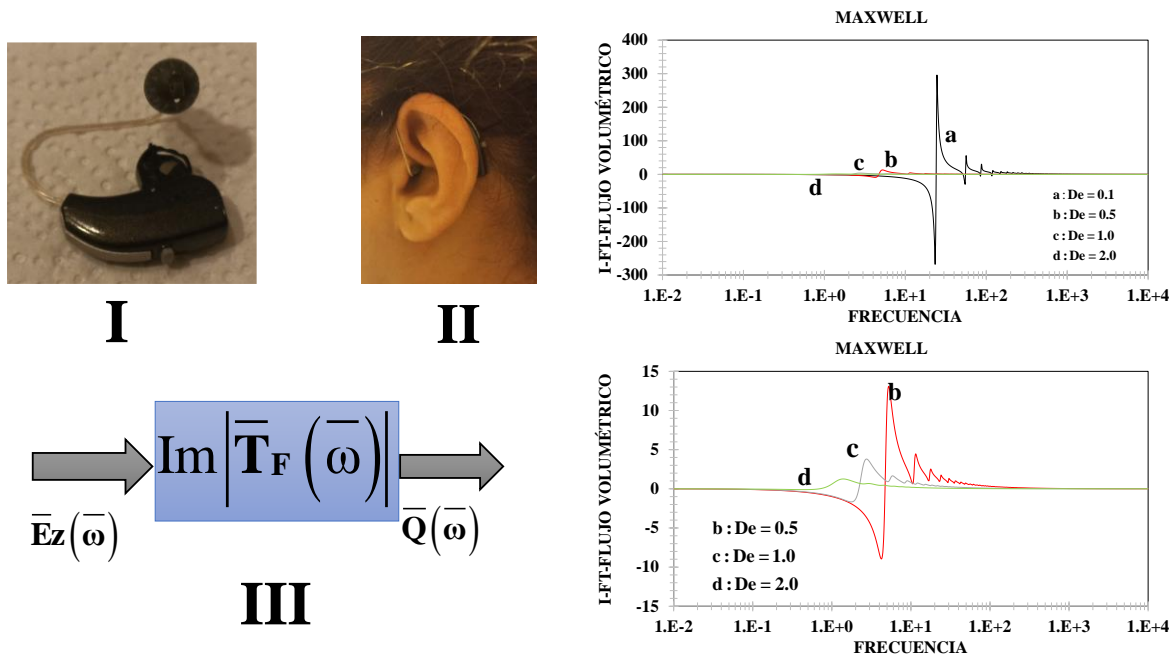 I
II
Im|T̅F(ω̅)|
E̅z(ω̅)
Q̅(ω̅)
III
MAXWELL
I-FT-FLUJO VOLUMÉTRICO
400
300
200
100
0
-100
-200
-300
a
c b
d
a : De = 0.1
b : De = 0.5
c : De = 1.0
d : De = 2.0
1.E-2 1.E-1 1.E+0 1.E+1 1.E+2 1.E+3 1.E+4
FRECUENCIA
MAXWELL
I-FT-FLUJO VOLUMÉTRICO
15
10
5
0
-5
-10
-15
b
c
d
b : De = 0.5
c : De = 1.0
d : De = 2.0
1.E-2 1.E-1 1.E+0 1.E+1 1.E+2 1.E+3 1.E+4
FRECUENCIA